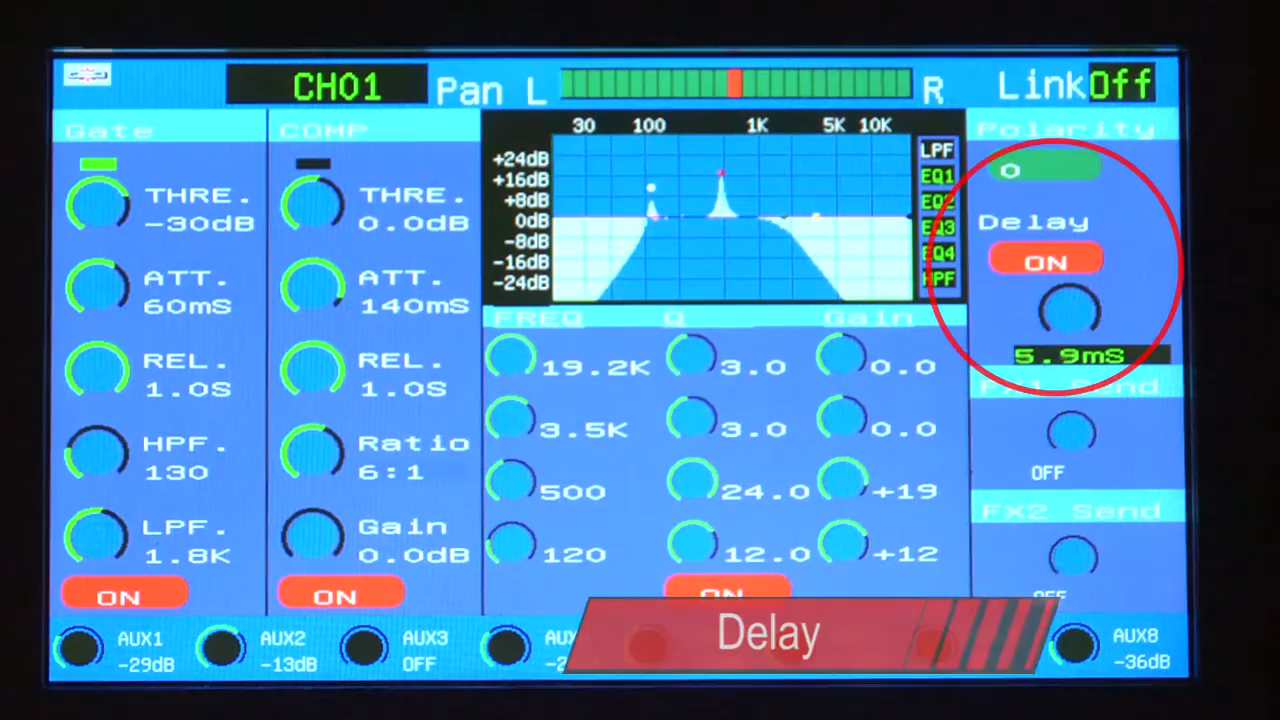 CH01 Pan L R Link Off
Gate
THRE.
-30dB
ATT.
60mS
REL.
1.0S
HPF.
130
LPF.
1.8K
ON
COMP
THRE.
0.0dB
ATT.
140mS
REL.
1.0S
Ratio
6:1
Gain
0.0dB
ON
30 100 1K 5K 10K
+24dB
+16dB
+8dB
0dB
-8dB
-16dB
-24dB
LPF
EQ1
EQ2
EQ3
EQ4
HPF
FREQ Q Gain
19.2K 3.0 0.0
3.5K 3.0 0.0
500 24.0 +19
120 12.0 +12
ON
Polarity
O
Delay
ON
5.9mS
FX1 Send
OFF
FX2 Send
OFF
AUX1
-29dB
AUX2
-13dB
AUX3
OFF
Delay
AUX8
-36dB